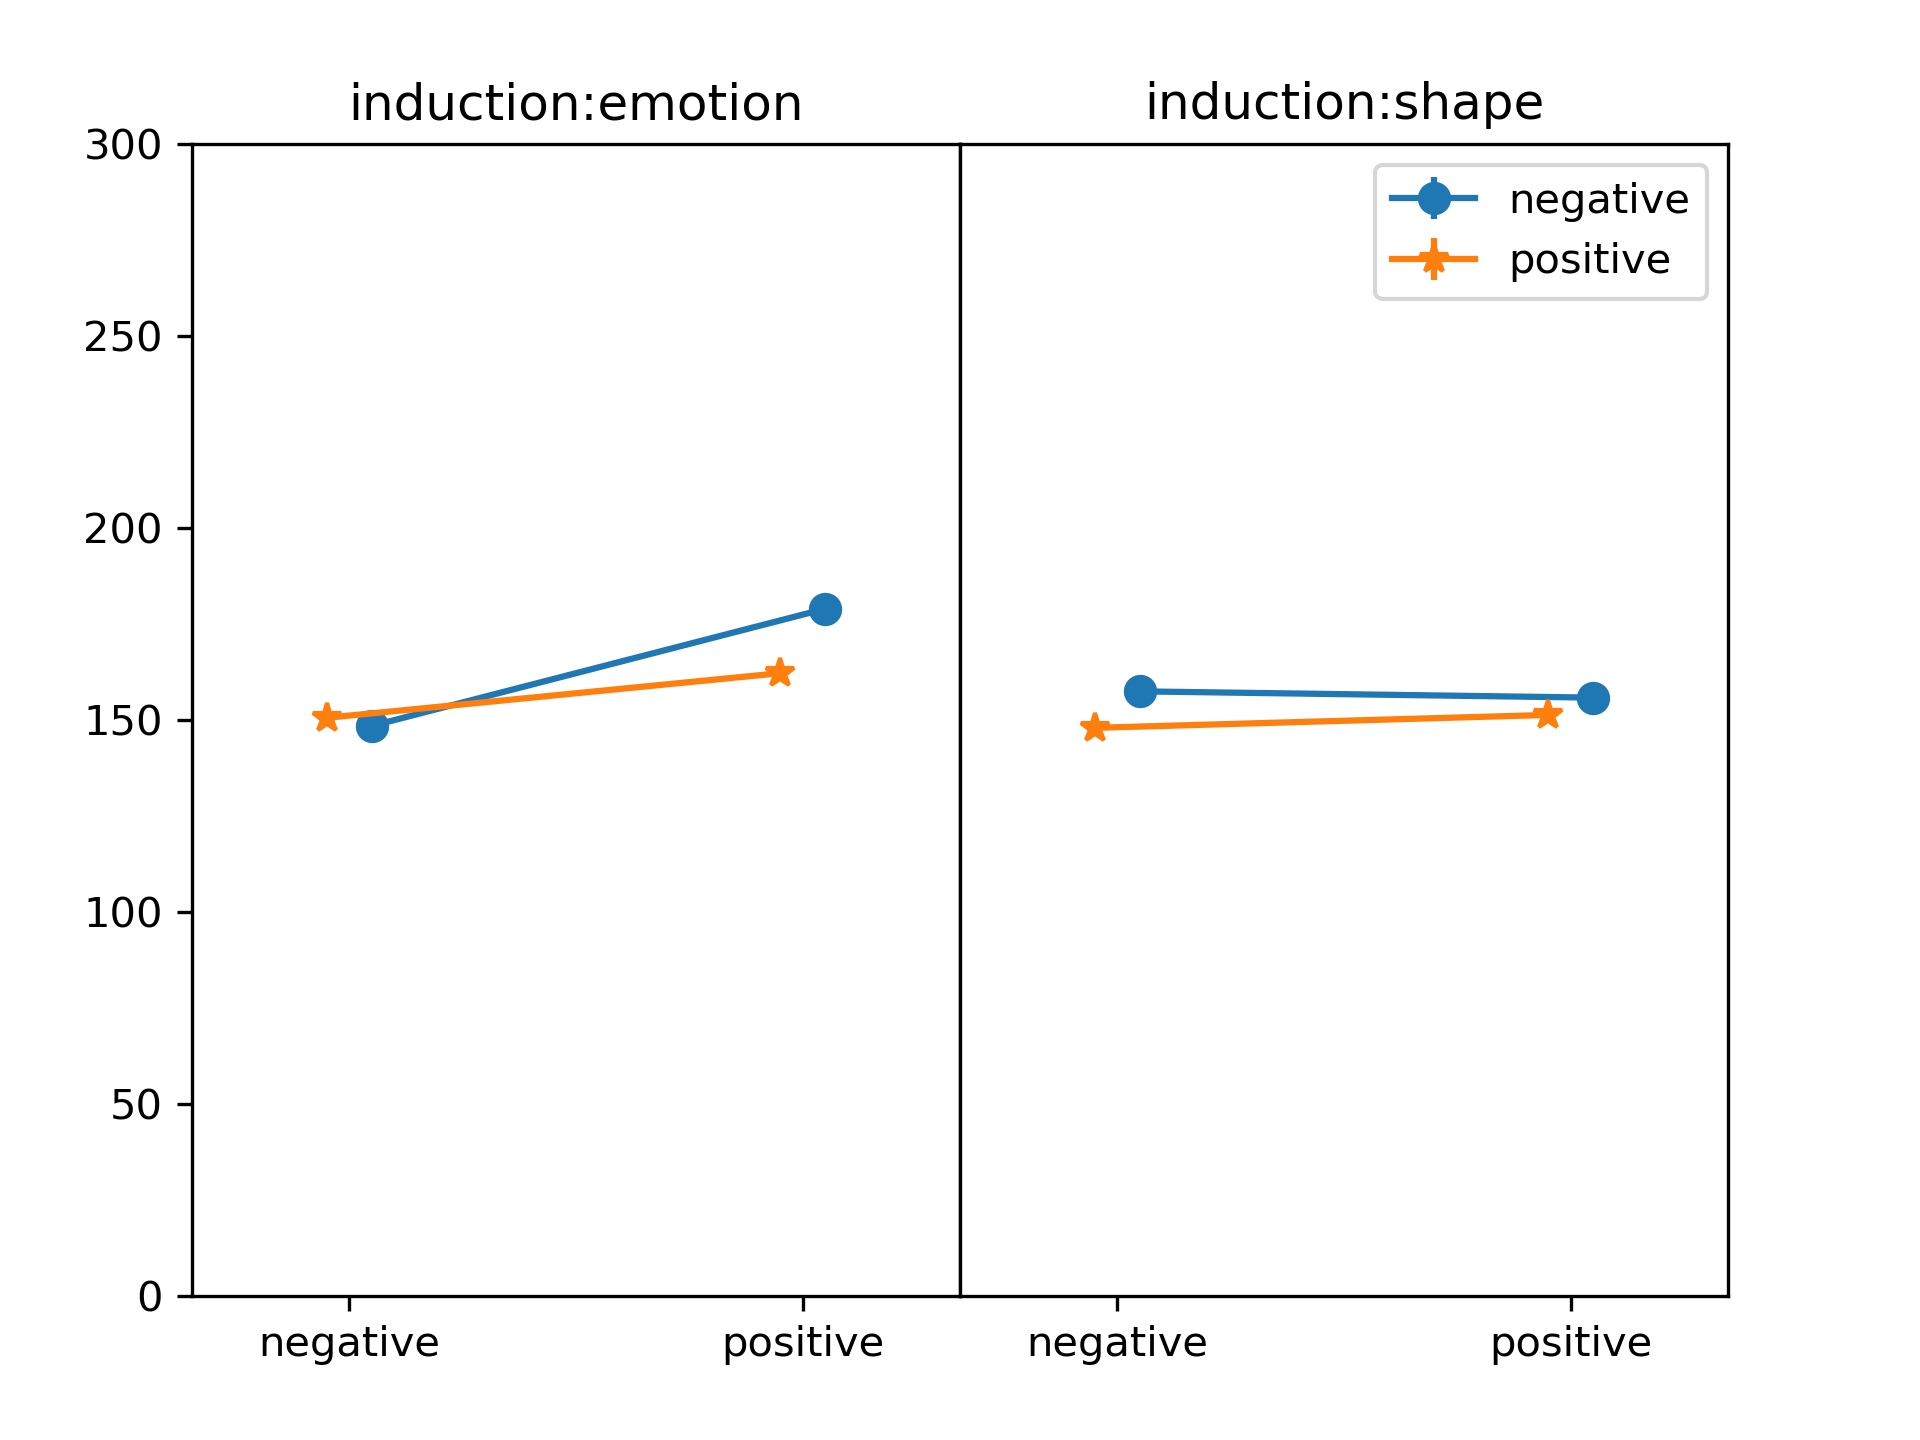 induction:emotion
induction:shape
300
250
200
150
100
50
0
negative
positive
negative
positive
negative
positive